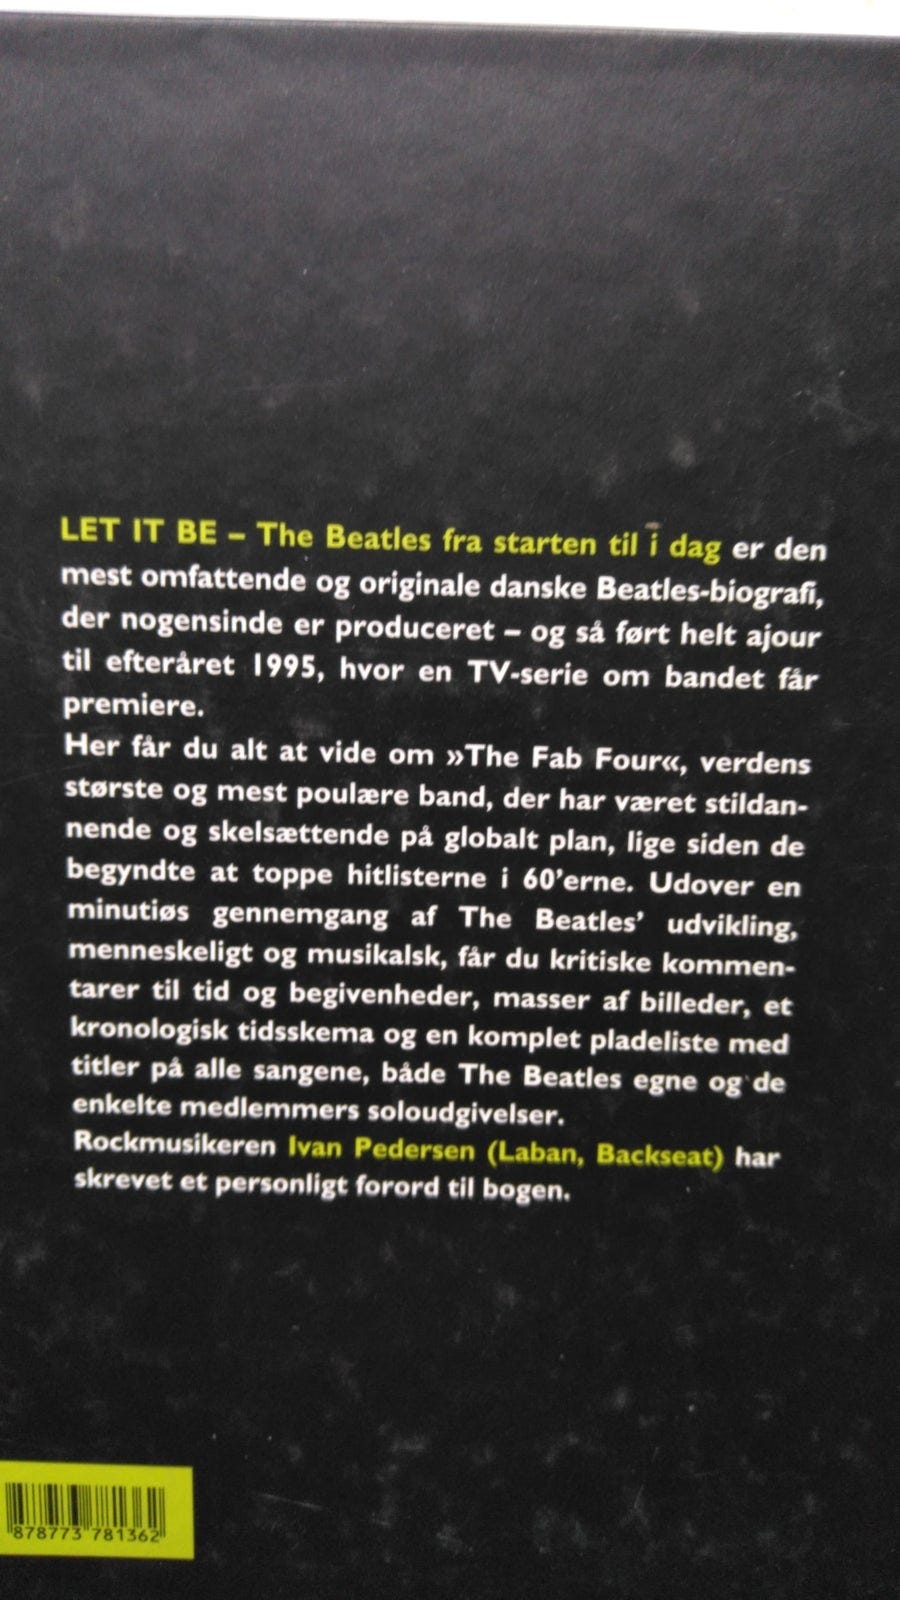 LET IT BE – The Beatles fra starten til i dag er den
mest omfattende og originale danske Beatles-biografi,
der nogensinde er produceret – og så ført helt ajour
til efteråret 1995, hvor en TV-serie om bandet får
premiere.
Her får du alt at vide om »The Fab Four«, verdens
største og mest poulære band, der har været stildan-
nende og skelsættende på globalt plan, lige siden de
begyndte at toppe hitlisterne i 60'erne. Udover en
minutiøs gennemgang af The Beatles' udvikling,
menneskeligt og musikalsk, får du kritiske kommen-
tarer til tid og begivenheder, masser af billeder, et
kronologisk tidsskema og en komplet pladeliste med
titler på alle sangene, både The Beatles egne og de
enkelte medlemmers soloudgivelser.
Rockmusikeren Ivan Pedersen (Laban, Backseat) har
skrevet et personligt forord til bogen.
878773 781362